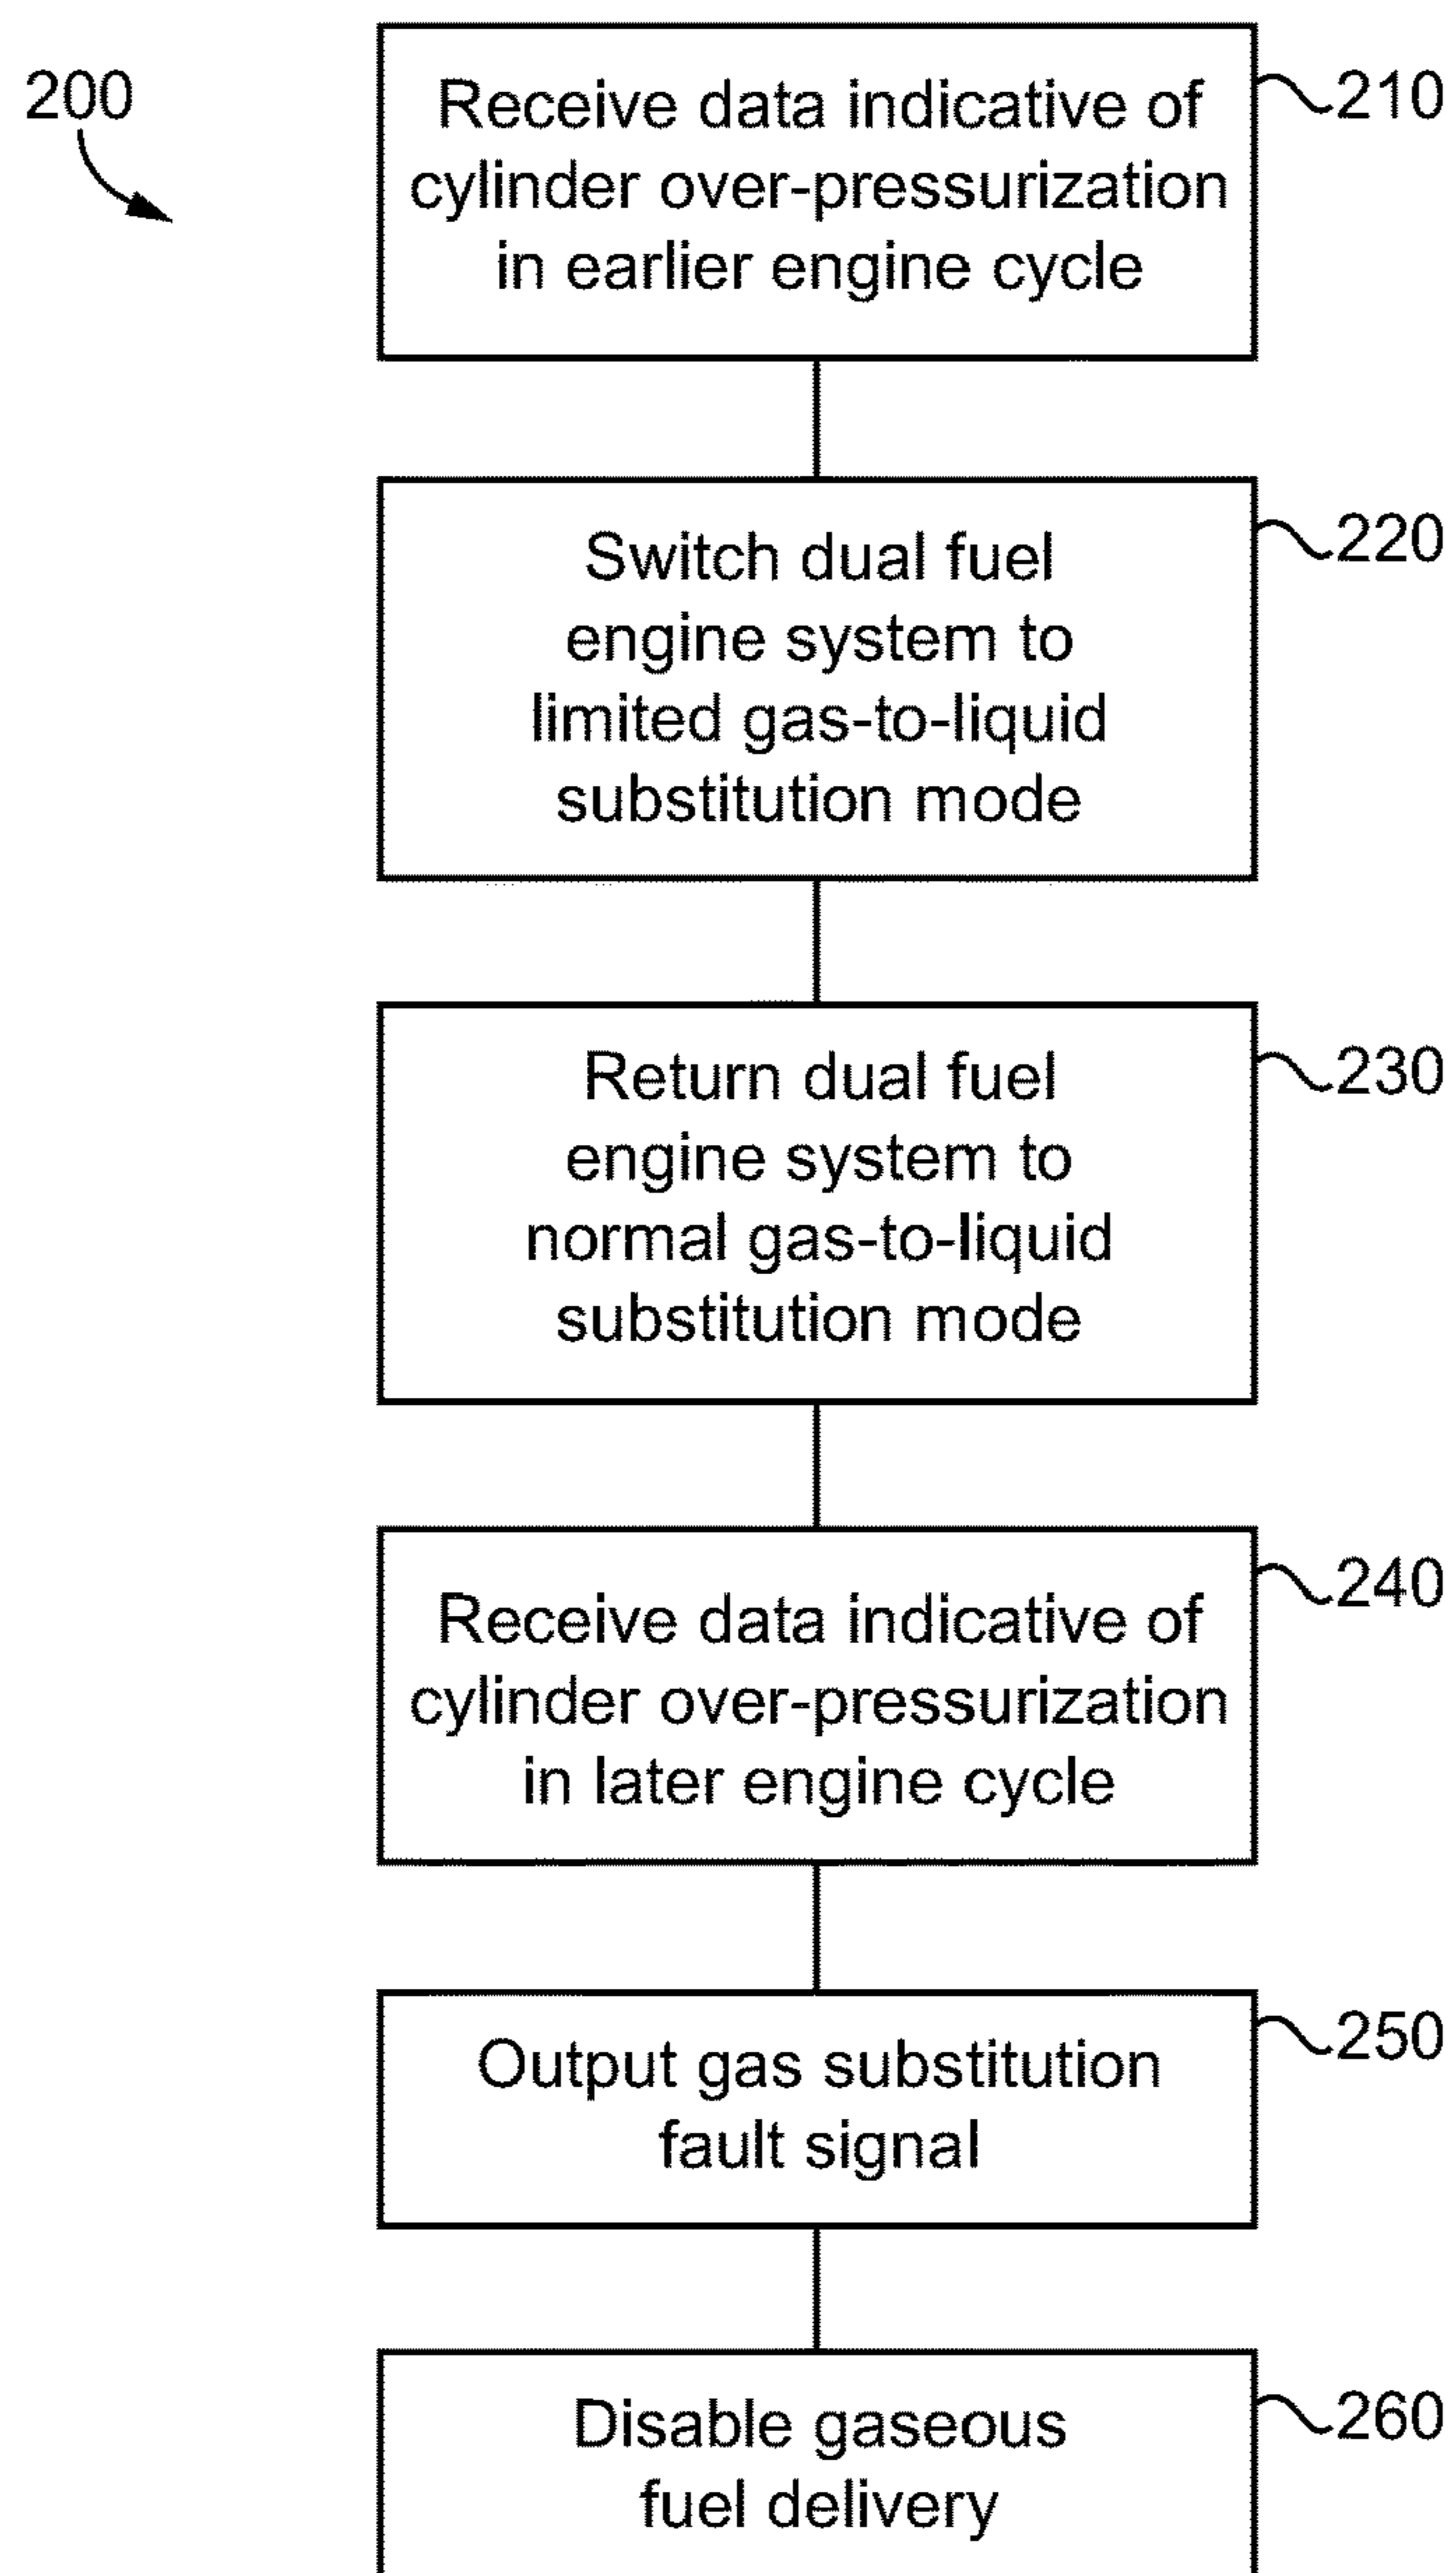 200
Receive data indicative of
cylinder over-pressurization
in earlier engine cycle
210
Switch dual fuel
engine system to
limited gas-to-liquid
substitution mode
220
Return dual fuel
engine system to
normal gas-to-liquid
substitution mode
230
Receive data indicative of
cylinder over-pressurization
in later engine cycle
240
Output gas substitution
fault signal
250
Disable gaseous
fuel delivery
260